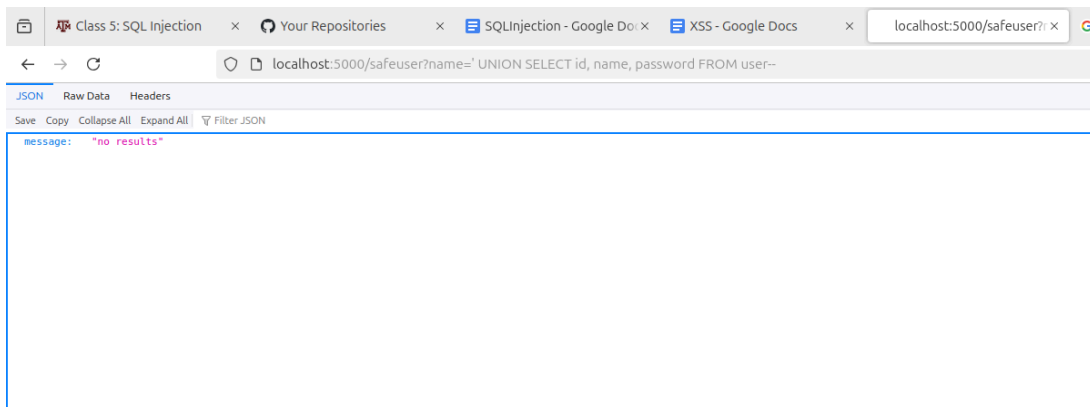 Class 5: SQL Injection × Your Repositories × SQLInjection - Google Do × XSS - Google Docs × localhost:5000/safeuser? ×
localhost:5000/safeuser?name=' UNION SELECT id, name, password FROM user--
JSON Raw Data Headers
Save Copy Collapse All Expand All Filter JSON
message: "no results"